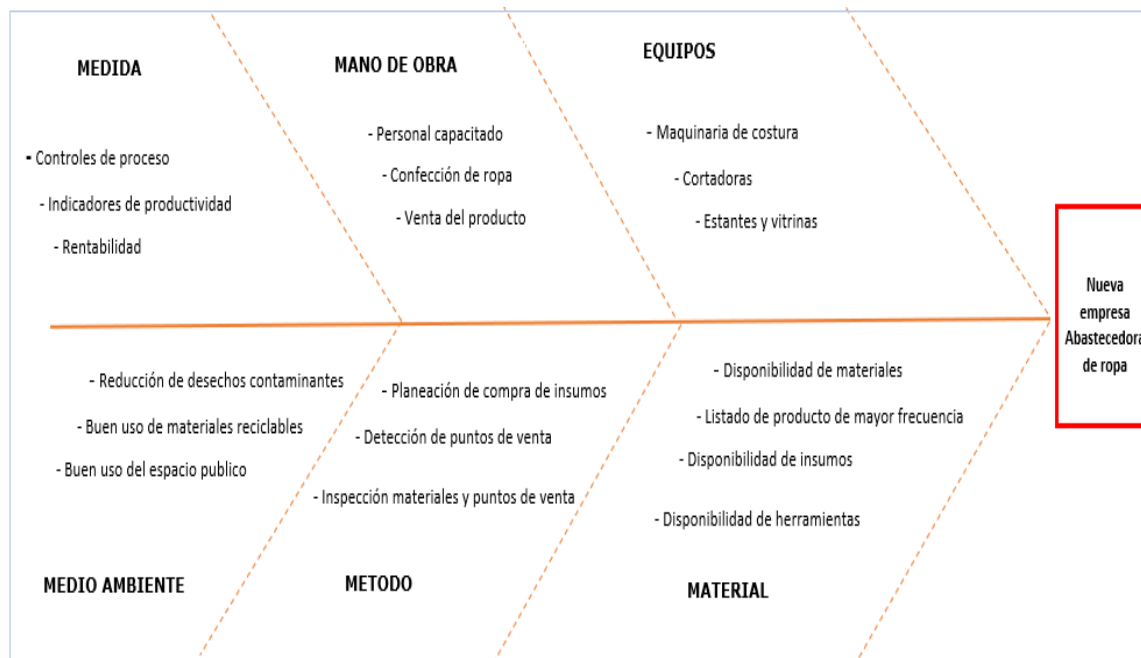 MEDIDA
- Controles de proceso
- Indicadores de productividad
- Rentabilidad
MANO DE OBRA
- Personal capacitado
- Confección de ropa
- Venta del producto
EQUIPOS
- Maquinaria de costura
- Cortadoras
- Estantes y vitrinas
Nueva
empresa
Abastecedora
de ropa
- Reducción de desechos contaminantes
- Buen uso de materiales reciclables
- Buen uso del espacio publico
MEDIO AMBIENTE
- Planeación de compra de insumos
- Detección de puntos de venta
- Inspección materiales y puntos de venta
METODO
- Disponibilidad de materiales
- Listado de producto de mayor frecuencia
- Disponibilidad de insumos
- Disponibilidad de herramientas
MATERIAL